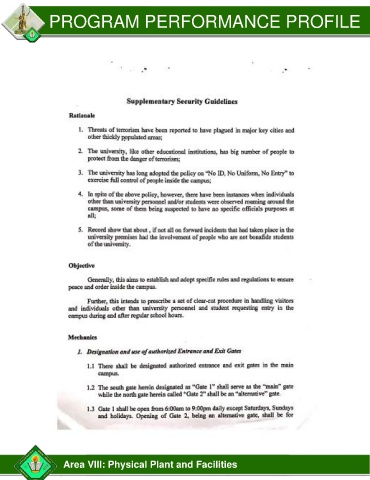 PROGRAM PERFORMANCE PROFILE
Supplementary Security Guidelines
Rationale
1. Threats of terrorism have been reported to have plagued in major key cities and
other thickly populated areas;
2. The university, like other educational institutions, has big number of people to
protect from the danger of terrorism;
3. The university has long adopted the policy on “No ID, No Uniform, No Entry” to
exercise full control of people inside the campus;
4. In spite of the above policy, however, there have been instances when individuals
other than university personnel and/or students were observed roaming around the
campus, some of them being suspected to have no specific officials purposes at
all;
5. Record show that about , if not all on forward incidents that had taken place in the
university premises had the involvement of people who are not bonafide students
of the university.
Objective
Generally, this aims to establish and adopt specific rules and regulations to ensure
peace and order inside the campus.
Further, this intends to prescribe a set of clear-cut procedure in handling visitors
and individuals other than university personnel and student requesting entry in the
campus during and after regular school hours.
Mechanics
1. Designation and use of authorized Entrance and Exit Gates
1.1 There shall be designated authorized entrance and exit gates in the main
campus.
1.2 The south gate herein designated as “Gate 1” shall serve as the “main” gate
while the north gate herein called “Gate 2” shall be an “alternative” gate.
1.3 Gate 1 shall be open from 6:00am to 9:00pm daily except Saturdays, Sundays
and holidays. Opening of Gate 2, being an alternative gate, shall be for
Area VIII: Physical Plant and Facilities